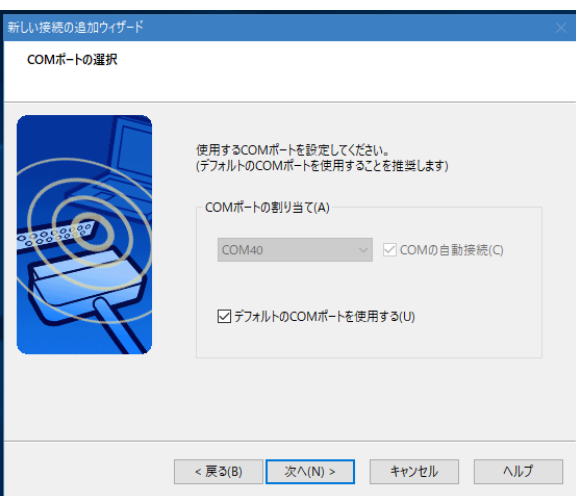 新しい接続の追加ウィザード
COMポートの選択
使用するCOMポートを設定してください。
(デフォルトのCOMポートを使用することを推奨します)
COMポートの割り当て(A)
COM40
COMの自動接続(C)
デフォルトのCOMポートを使用する(U)
< 戻る(B)
次へ(N) >
キャンセル
ヘルプ